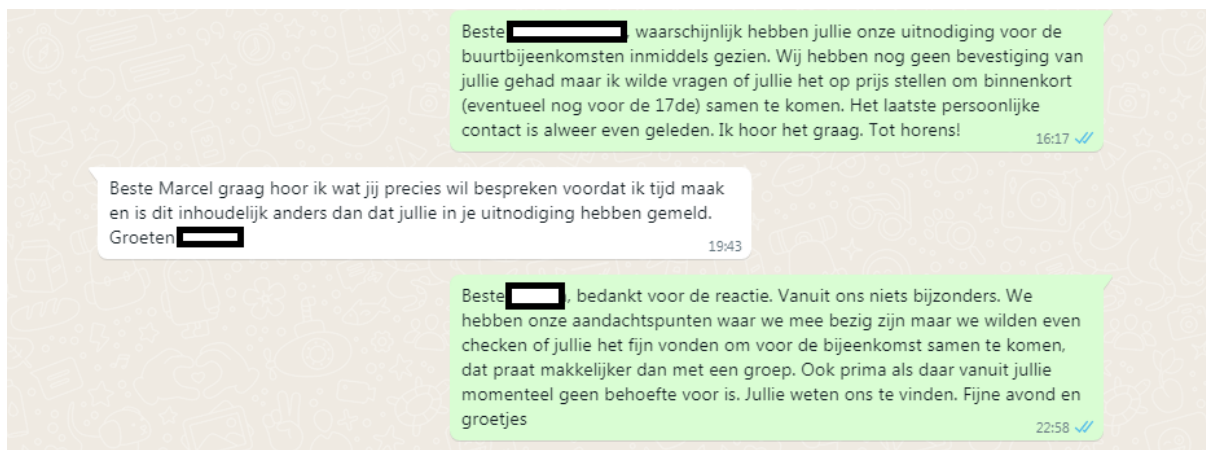 Beste , waarschijnlijk hebben jullie onze uitnodiging voor de
buurtbijeenkomsten inmiddels gezien. Wij hebben nog geen bevestiging van
jullie gehad maar ik wilde vragen of jullie het op prijs stellen om binnenkort
(eventueel nog voor de 17de) samen te komen. Het laatste persoonlijke
contact is alweer even geleden. Ik hoor het graag. Tot horens!
16:17
Beste Marcel graag hoor ik wat jij precies wil bespreken voordat ik tijd maak
en is dit inhoudelijk anders dan dat jullie in je uitnodiging hebben gemeld.
Groeten
19:43
Beste , bedankt voor de reactie. Vanuit ons niets bijzonders. We
hebben onze aandachtspunten waar we mee bezig zijn maar we wilden even
checken of jullie het fijn vonden om voor de bijeenkomst samen te komen,
dat praat makkelijker dan met een groep. Ook prima als daar vanuit jullie
momenteel geen behoefte voor is. Jullie weten ons te vinden. Fijne avond en
groetjes
22:58